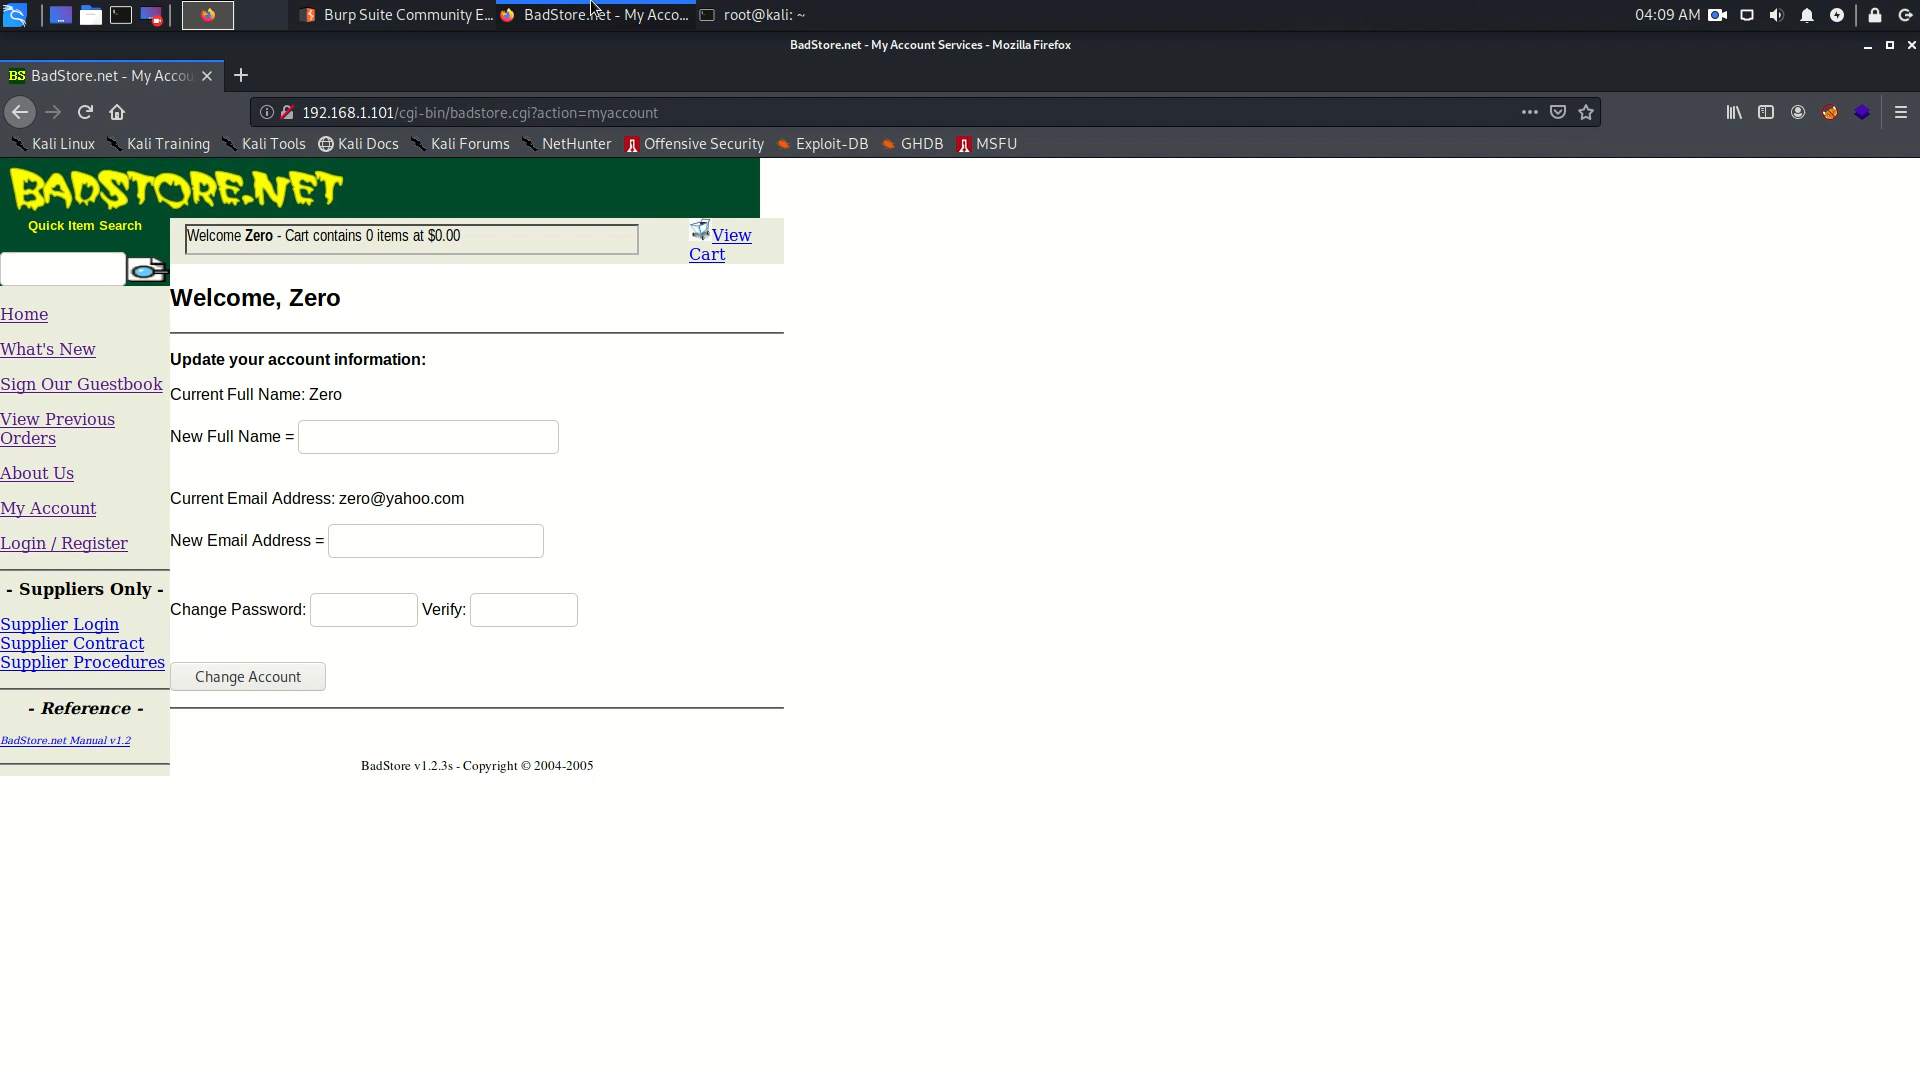 Burp Suite Community E...
BadStore.net - My Acco...
root@kali: ~
04:09 AM
BadStore.net - My Account Services - Mozilla Firefox
BS BadStore.net - My Accou
192.168.1.101/cgi-bin/badstore.cgi?action=myaccount
Kali Linux Kali Training Kali Tools Kali Docs Kali Forums NetHunter Offensive Security Exploit-DB GHDB MSFU
BADSTORE.NET
Quick Item Search
Welcome Zero - Cart contains 0 items at $0.00
View
Cart
Home
What's New
Sign Our Guestbook
View Previous
Orders
About Us
My Account
Login / Register
- Suppliers Only -
Supplier Login
Supplier Contract
Supplier Procedures
- Reference -
BadStore.net Manual v1.2
Welcome, Zero
Update your account information:
Current Full Name: Zero
New Full Name =
Current Email Address: zero@yahoo.com
New Email Address =
Change Password: Verify:
Change Account
BadStore v1.2.3s - Copyright © 2004-2005